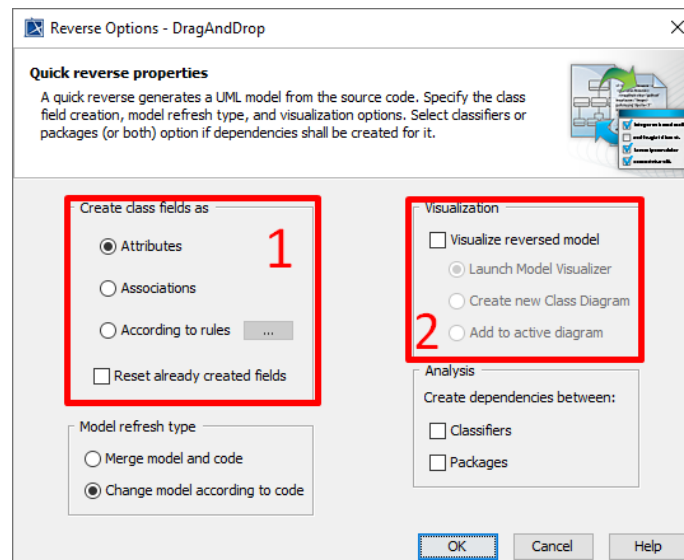 Reverse Options - DragAndDrop
Quick reverse properties
A quick reverse generates a UML model from the source code. Specify the class
field creation, model refresh type, and visualization options. Select classifiers or
packages (or both) option if dependencies shall be created for it.
Create class fields as
1
Attributes
Associations
According to rules ...
Reset already created fields
Model refresh type
Merge model and code
Change model according to code
Visualization
Visualize reversed model
Launch Model Visualizer
Create new Class Diagram
2
Add to active diagram
Analysis
Create dependencies between:
Classifiers
Packages
OK Cancel Help